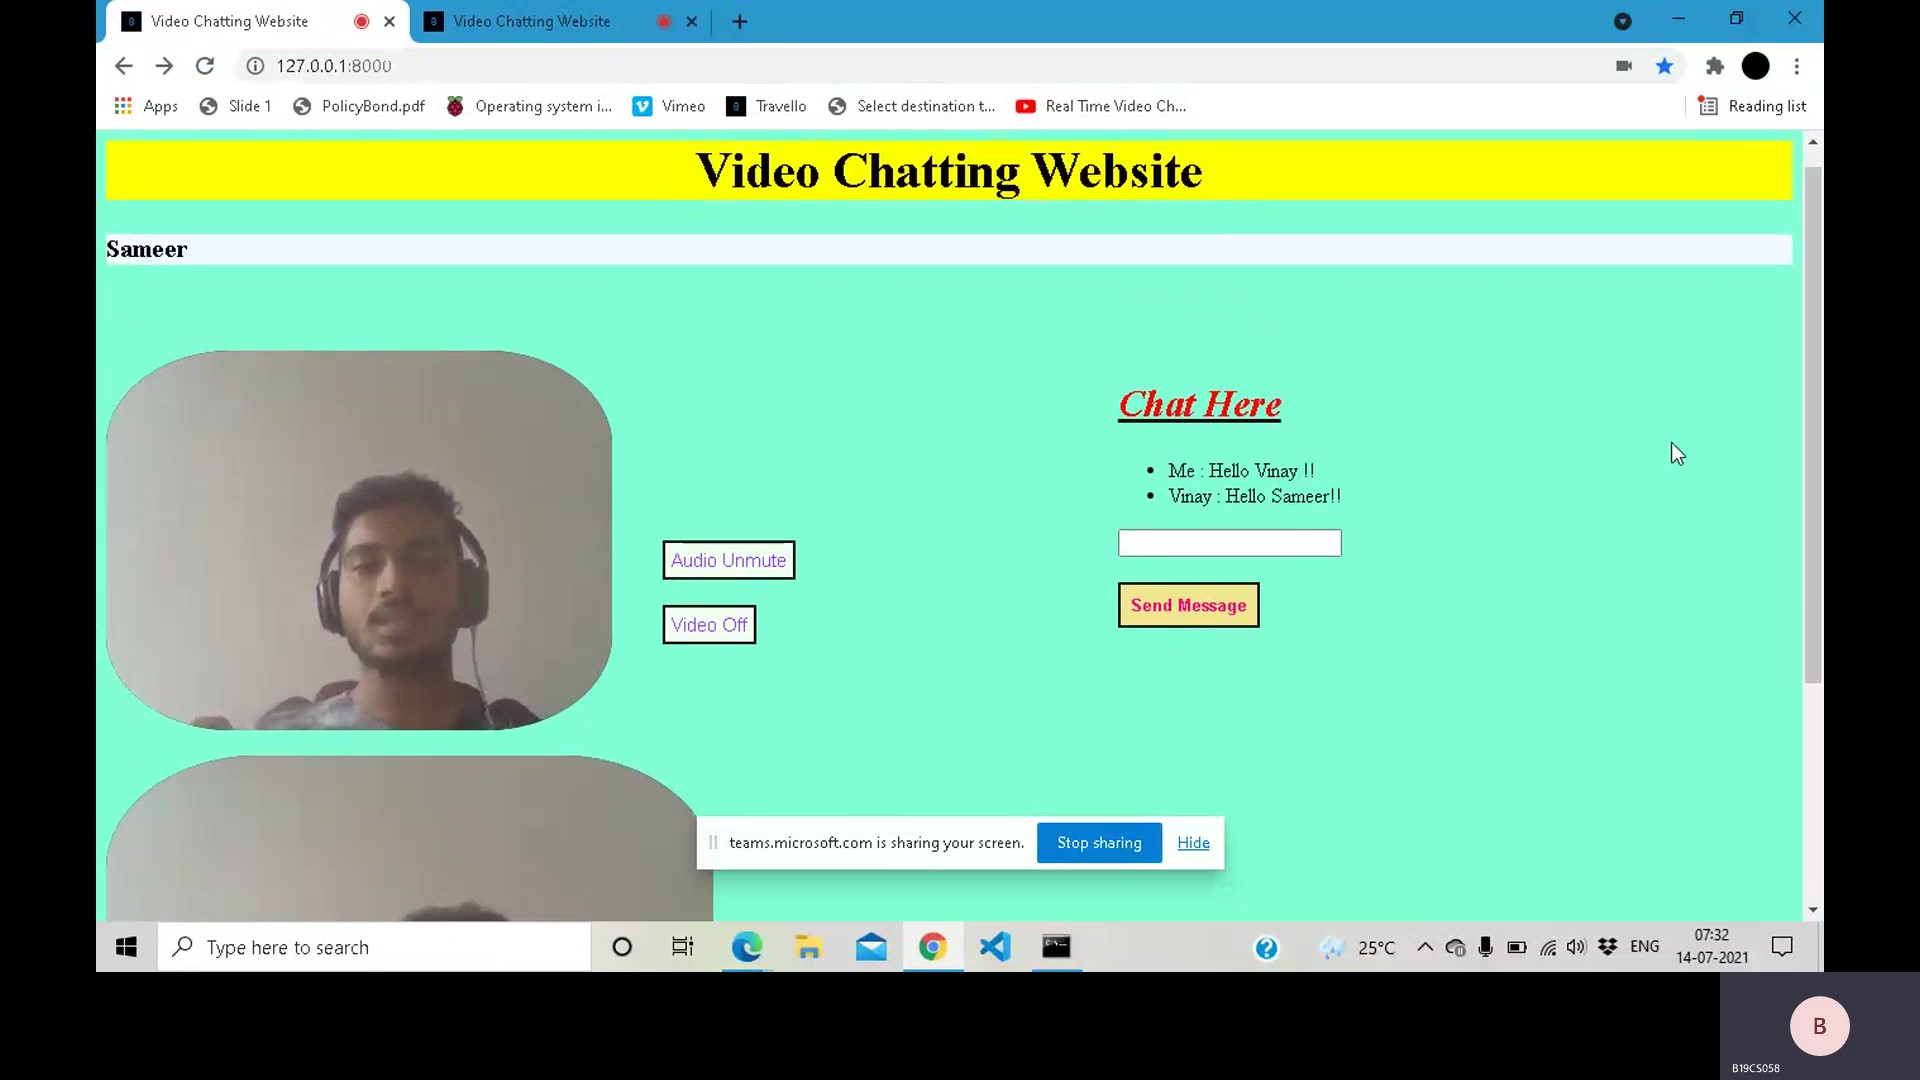 Video Chatting Website
Video Chatting Website
127.0.0.1:8000
Apps
Slide 1
PolicyBond.pdf
Operating system i...
Vimeo
Travello
Select destination t...
Real Time Video Ch...
Reading list
Video Chatting Website
Sameer
Chat Here
Me : Hello Vinay !!
Vinay : Hello Sameer!!
Audio Unmute
Send Message
Video Off
teams.microsoft.com is sharing your screen.
Stop sharing
Hide
Type here to search
25°C
ENG
07:32
14-07-2021
B
B19CS058